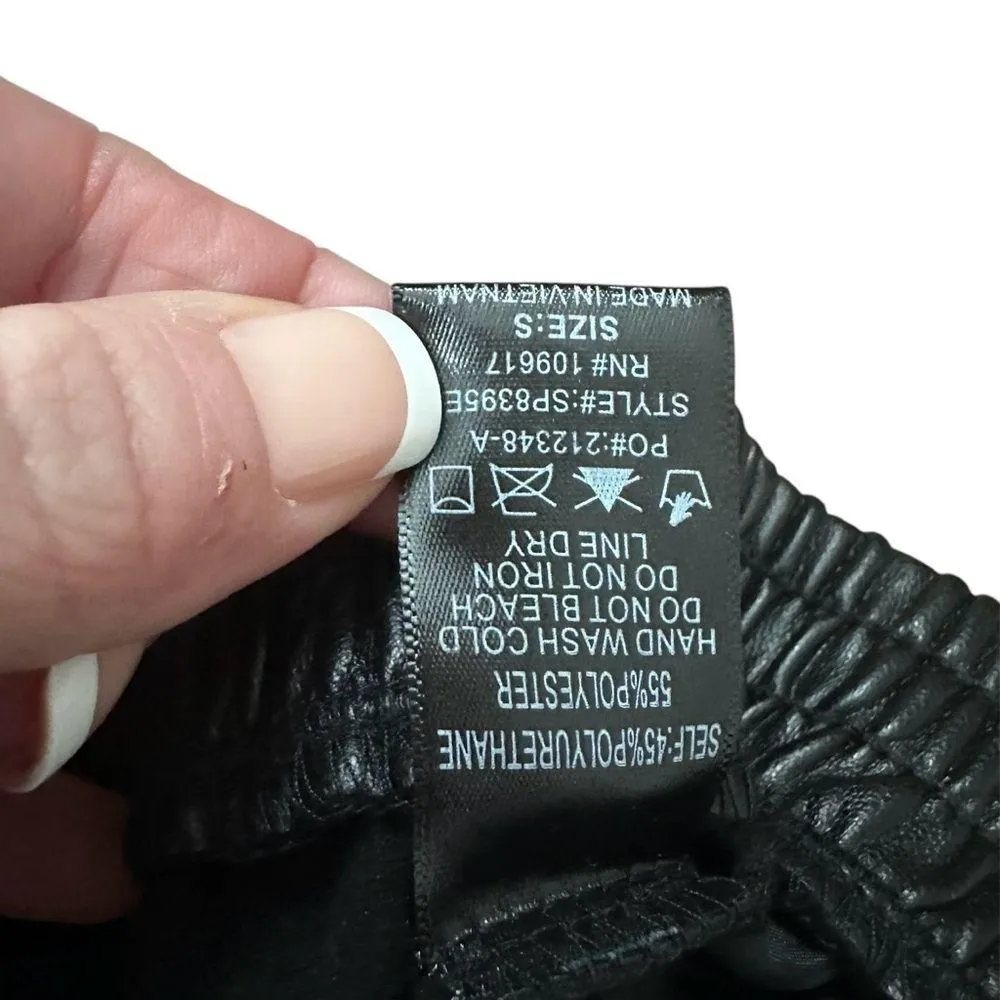 SELF:45%POLYURETHANE
55%POLYESTER
HAND WASH COLD
DO NOT BLEACH
DO NOT IRON
LINE DRY
PO#:212348-A
STYLE#:SP8395E
RN# 109617
SIZE:S
MADE IN VIETNAM